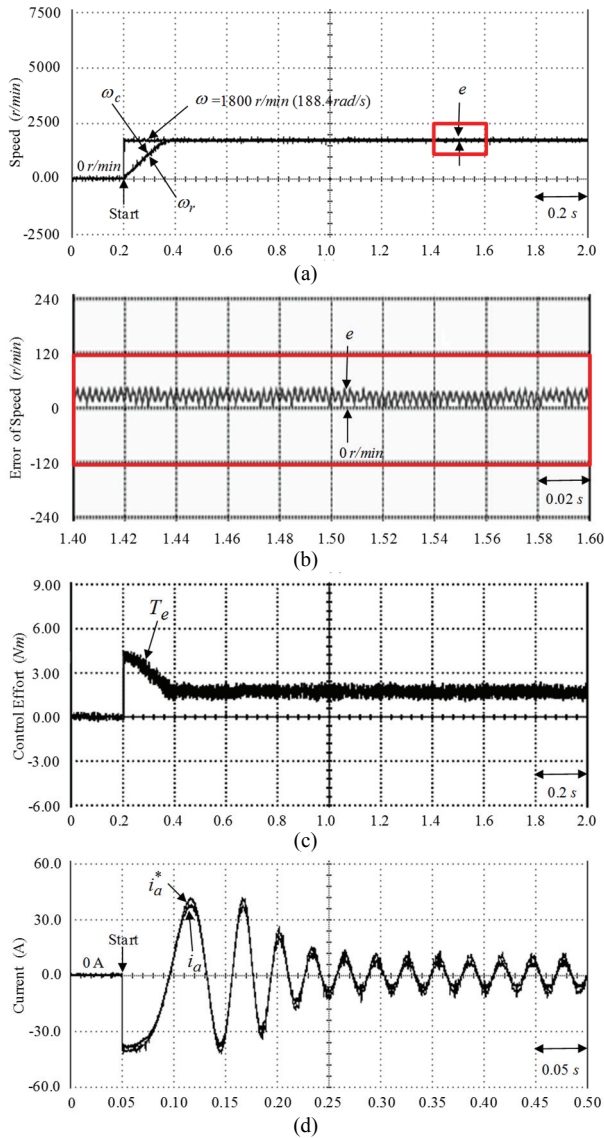 7500
5000
2500
0.00
-2500
Speed (r/min)
ω_c
ω =1800 r/min (188.4 rad/s)
e
0 r/min
Start
ω_r
0.2 s
0 0.2 0.4 0.6 0.8 1.0 1.2 1.4 1.6 1.8 2.0
(a)
240
120
0
-120
-240
Error of Speed (r/min)
e
0 r/min
0.02 s
1.40 1.42 1.44 1.46 1.48 1.50 1.52 1.54 1.56 1.58 1.60
(b)
9.00
6.00
3.00
0.00
-3.00
-6.00
Control Effort (Nm)
T_e
0.2 s
0 0.2 0.4 0.6 0.8 1.0 1.2 1.4 1.6 1.8 2.0
(c)
60.0
30.0
0.0
-30.0
-60.0
Current (A)
i_a^*
Start
i_a
0 A
0.05 s
0 0.05 0.10 0.15 0.20 0.25 0.30 0.35 0.40 0.45 0.50
(d)